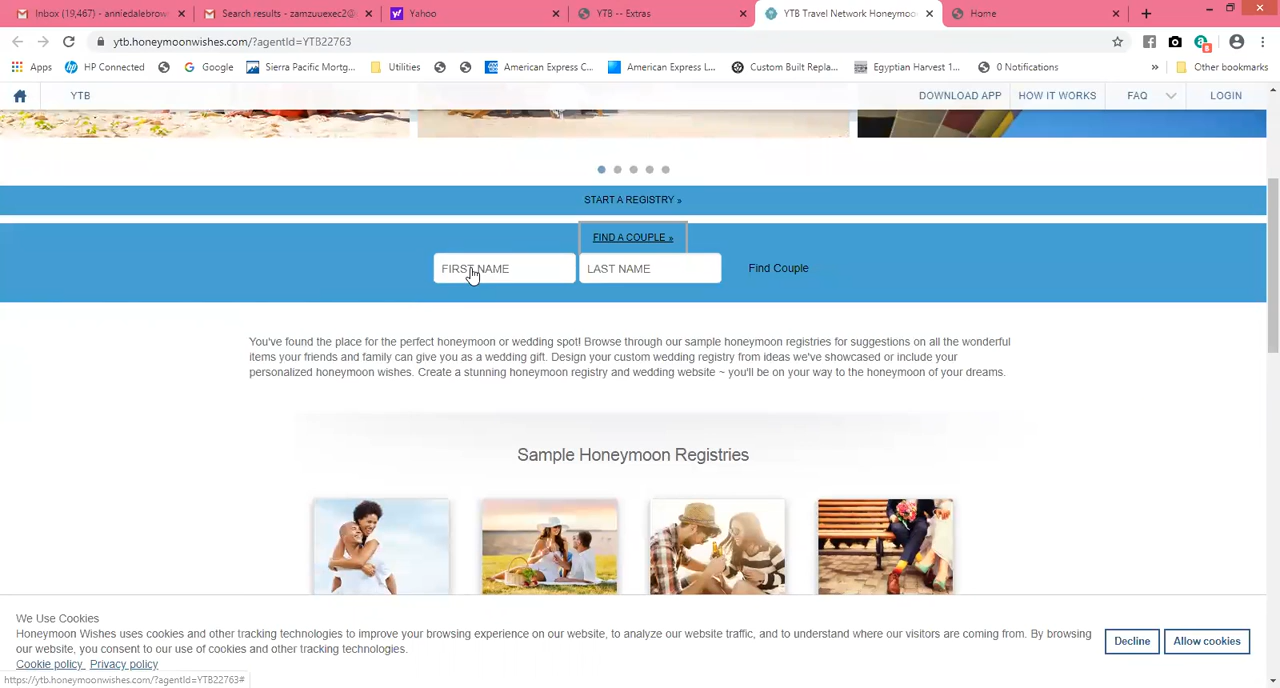 Inbox (19,467) - anniedalebrow
Search results - zamzuuexec2@
Yahoo
YTB -- Extras
YTB Travel Network Honeymoo
Home
ytb.honeymoonwishes.com/?agentId=YTB22763
Apps
HP Connected
Google
Sierra Pacific Mortg...
Utilities
American Express C...
American Express L...
Custom Built Repla...
Egyptian Harvest 1...
0 Notifications
»
Other bookmarks
YTB
DOWNLOAD APP
HOW IT WORKS
FAQ
LOGIN
START A REGISTRY »
FIND A COUPLE »
FIRST NAME
LAST NAME
Find Couple
You've found the place for the perfect honeymoon or wedding spot! Browse through our sample honeymoon registries for suggestions on all the wonderful
items your friends and family can give you as a wedding gift. Design your custom wedding registry from ideas we've showcased or include your
personalized honeymoon wishes. Create a stunning honeymoon registry and wedding website ~ you'll be on your way to the honeymoon of your dreams.
Sample Honeymoon Registries
We Use Cookies
Honeymoon Wishes uses cookies and other tracking technologies to improve your browsing experience on our website, to analyze our website traffic, and to understand where our visitors are coming from. By browsing
our website, you consent to our use of cookies and other tracking technologies.
Cookie policy
Privacy policy
Decline
Allow cookies
https://ytb.honeymoonwishes.com/?agentId=YTB22763#